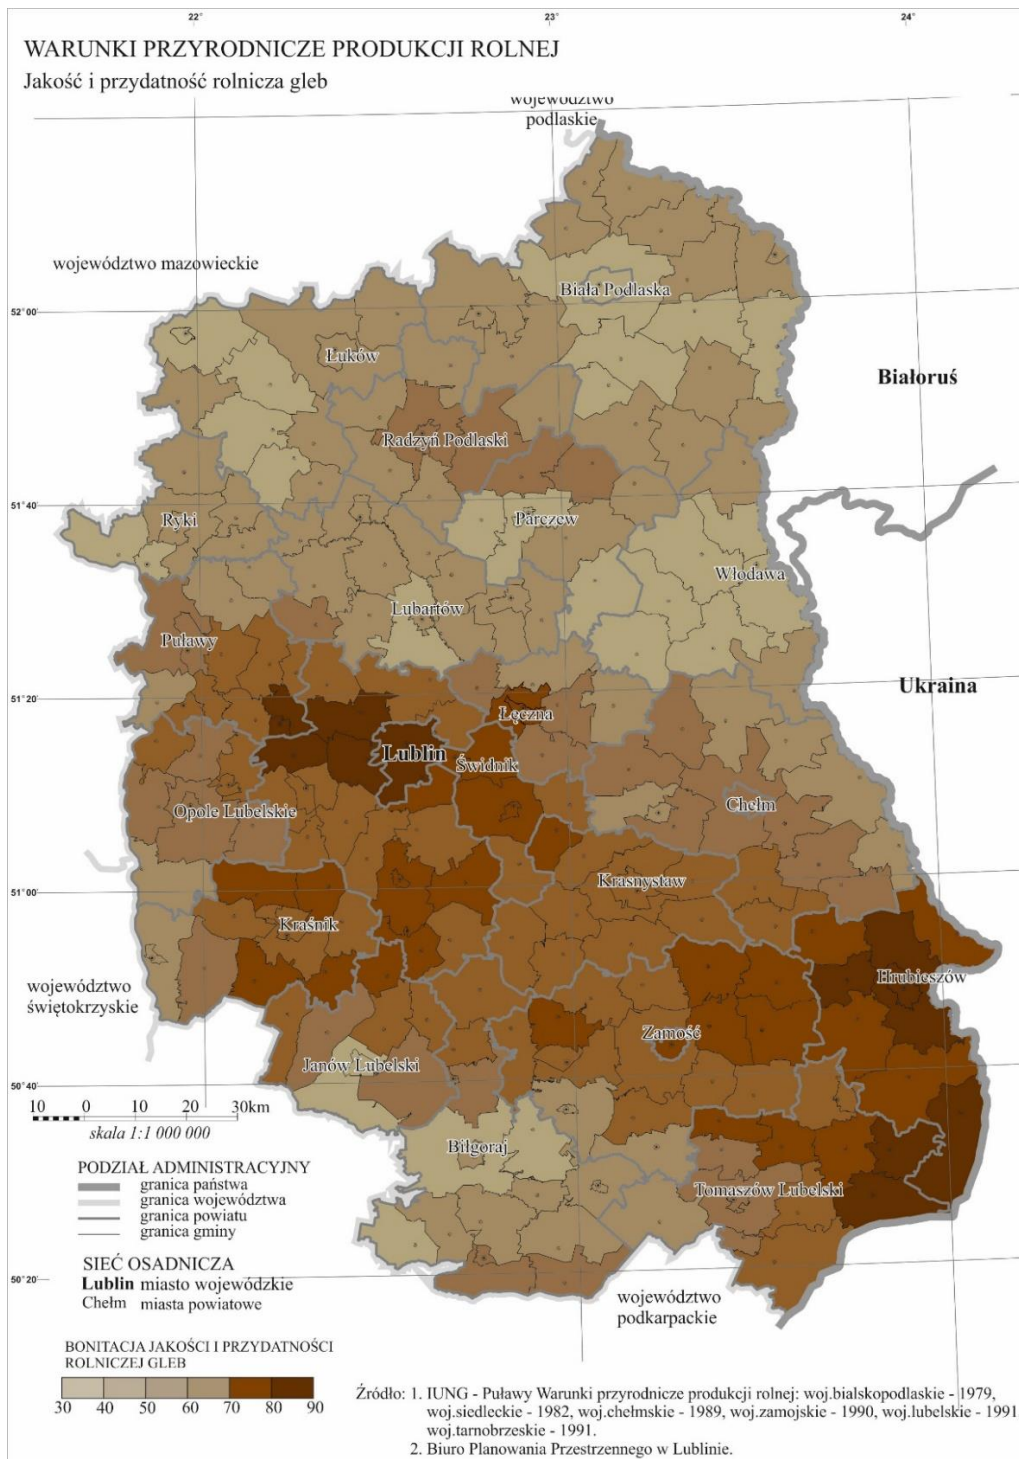 22°
23°
24°
WARUNKI PRZYRODNICZE PRODUKCJI ROLNEJ
Jakość i przydatność rolnicza gleb
województwo
podlaskie
województwo mazowieckie
Biała Podlaska
52° 00'
Łuków
Białoruś
Radzyń Podlaski
51° 40'
Ryki
Parczew
Włodawa
Lubartów
Puławy
Ukraina
51° 20'
Łęczna
Lublin
Świdnik
Chełm
Opole Lubelskie
51° 00'
Krasnystaw
Kraśnik
województwo
świętokrzyskie
Hrubieszów
Zamość
Janów Lubelski
50° 40'
10 0 10 20 30km
skala 1:1 000 000
Biłgoraj
Tomaszów Lubelski
PODZIAŁ ADMINISTRACYJNY
granica państwa
granica województwa
granica powiatu
granica gminy
SIEĆ OSADNICZA
Lublin miasto wojewódzkie
Chełm miasta powiatowe
50° 20'
województwo
podkarpackie
BONITACJA JAKOŚCI I PRZYDATNOŚCI
ROLNICZEJ GLEB
30 40 50 60 70 80 90
Źródło: 1. IUNG - Puławy Warunki przyrodnicze produkcji rolnej: woj.bialskopodlaskie - 1979,
woj.siedleckie - 1982, woj.chełmskie - 1989, woj.zamojskie - 1990, woj.lubelskie - 1991
woj.tarnobrzeskie - 1991.
2. Biuro Planowania Przestrzennego w Lublinie.